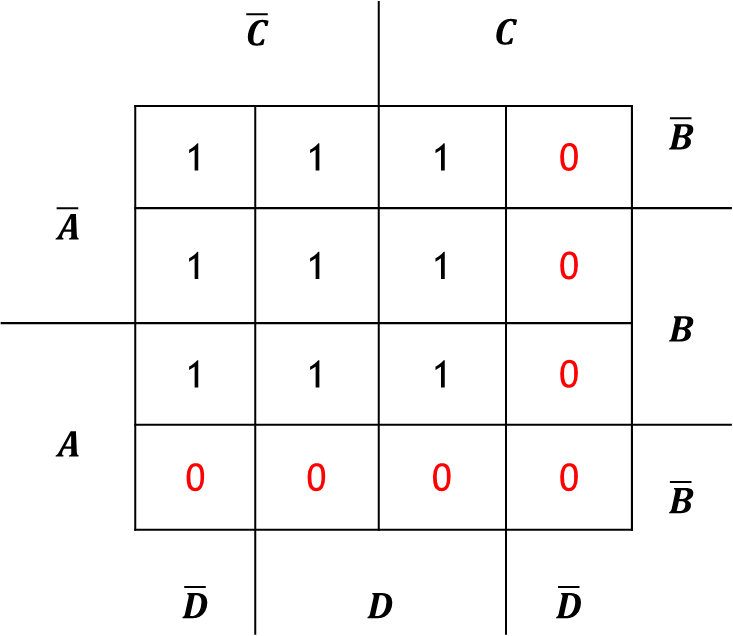 C̅ C
1 1 1 0 B̅
A̅
1 1 1 0
B
1 1 1 0
A
0 0 0 0 B̅
D̅ D D̅